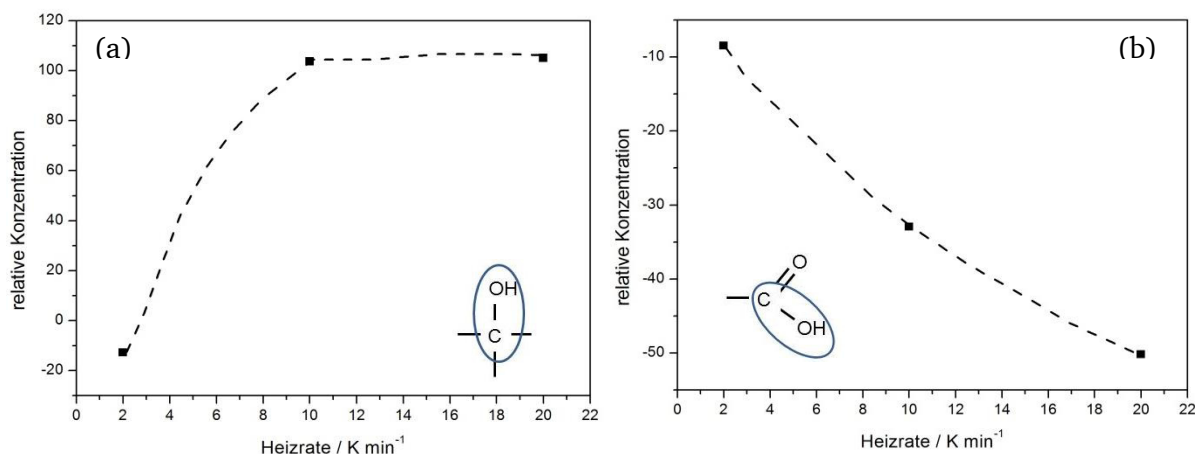 (a)
relative Konzentration
120
100
80
60
40
20
0
-20
0 2 4 6 8 10 12 14 16 18 20 22
Heizrate / K min⁻¹
OH
C
(b)
relative Konzentration
-10
-20
-30
-40
-50
0 2 4 6 8 10 12 14 16 18 20 22
Heizrate / K min⁻¹
O
C
OH